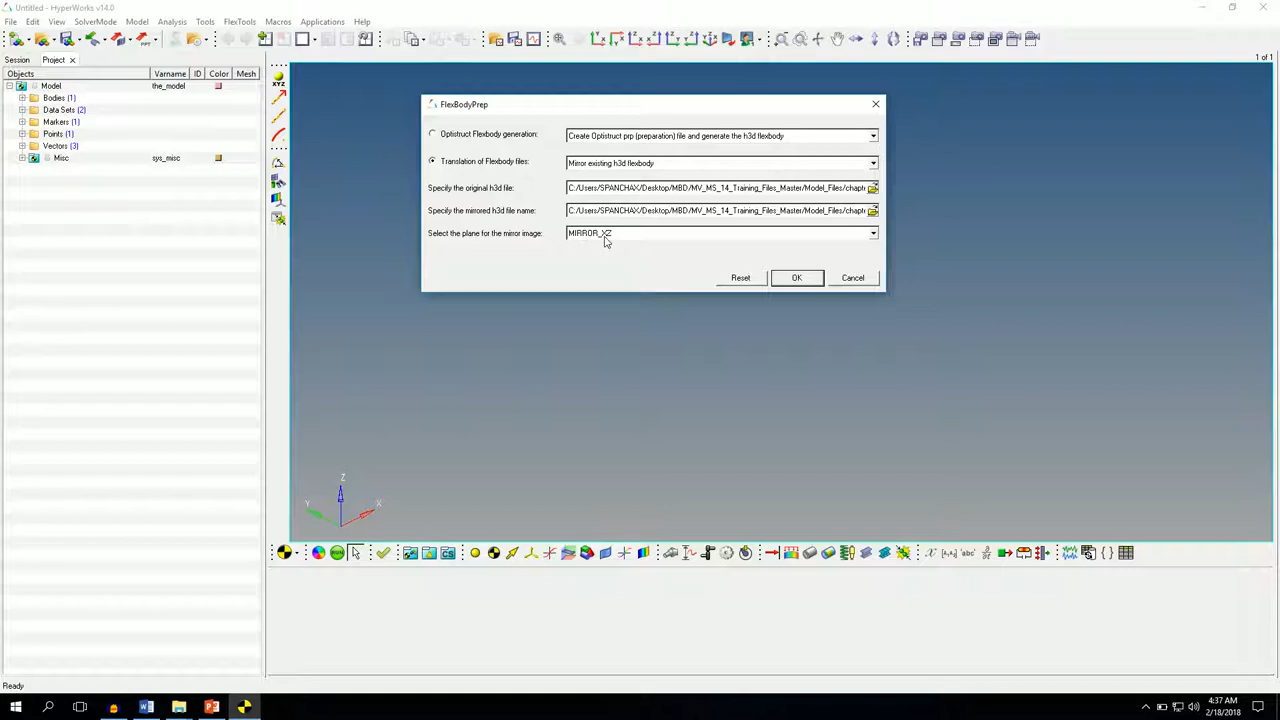 Untitled - HyperWorks v14.0
File Edit View SolverMode Model Analysis Tools FlexTools Macros Applications Help
Session Project
1 of 1
Objects Varname ID Color Mesh
Model the_model
Bodies (1)
Data Sets (2)
Markers (1)
Points (1)
Vectors (3)
Misc sys_misc
XYZ
FlexBodyPrep
Optistruct Flexbody generation: Create Optistruct prp (preparation) file and generate the h3d flexbody
Translation of Flexbody files: Mirror existing h3d flexbody
Specify the original h3d file: C:/Users/SPANCHAX/Desktop/MBD/MV_MS_14_Training_Files_Master/Model_Files/chapte
Specify the mirrored h3d file name: C:/Users/SPANCHAX/Desktop/MBD/MV_MS_14_Training_Files_Master/Model_Files/chapte
Select the plane for the mirror image: MIRROR_XZ
Reset OK Cancel
Z
Y X
Ready
4:37 AM
2/18/2018